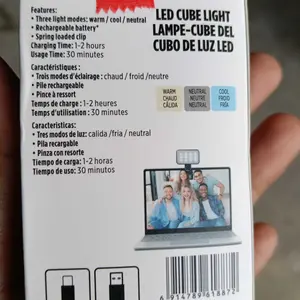 Features:
• Three light modes: warm / cool / neutral
• Rechargeable battery*
• Spring loaded clip
Charging Time: 1-2 hours
Usage Time: 30 minutes
Caractéristiques :
• Trois modes d'éclairage : chaud / froid /neutre
• Pile rechargeable
• Pince à ressort
Temps de charge : 1-2 heures
Temps d'utilisation : 30 minutes
Características:
• Tres modos de luz: calida /fria / neutral
• Pila recargable
• Pinza con resorte
Tiempo de carga: 1-2 horas
Tiempo de uso: 30 minutos
LED CUBE LIGHT
LAMPE-CUBE DEL
CUBO DE LUZ LED
WARM
CHAUD
CÁLIDA
NEUTRAL
NEUTRE
NEUTRAL
COOL
FROID
FRÍA
6 914789 618872